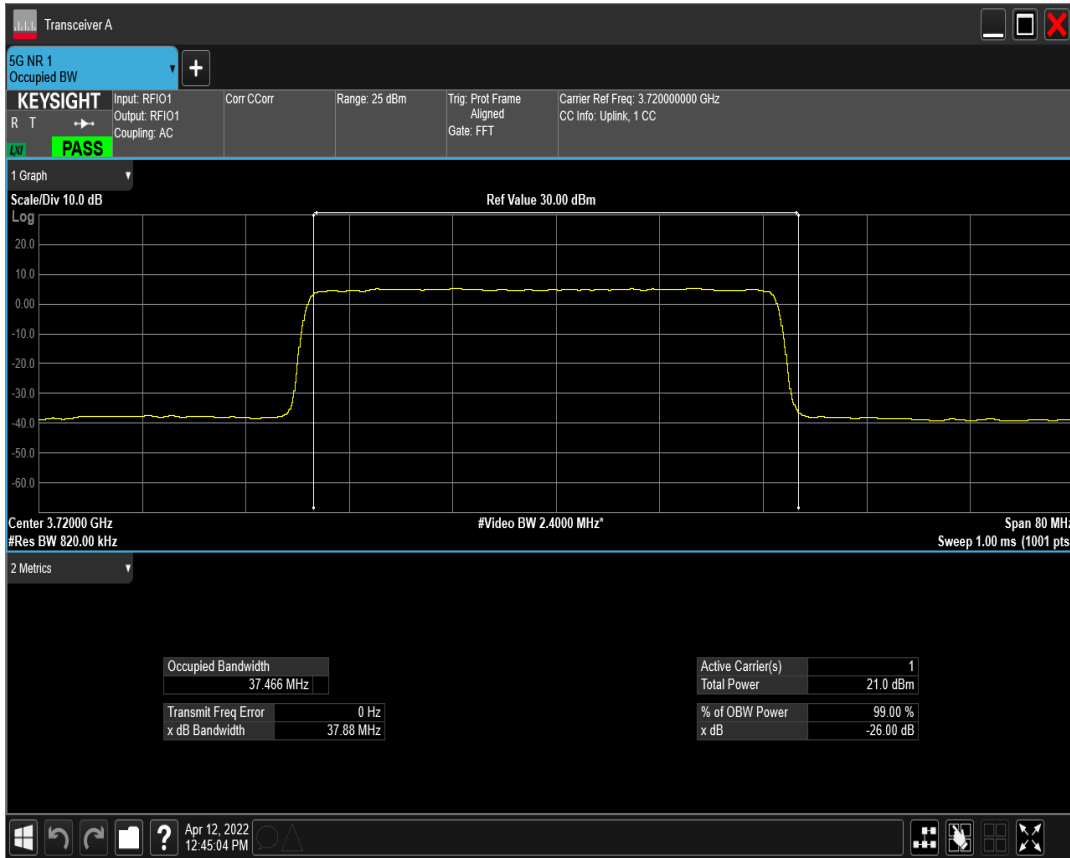 Transceiver A
5G NR 1
Occupied BW
KEYSIGHT
R T
LXI
PASS
Input: RFIO1
Output: RFIO1
Coupling: AC
Corr CCorr
Range: 25 dBm
Trig: Prot Frame
Aligned
Gate: FFT
Carrier Ref Freq: 3.720000000 GHz
CC Info: Uplink, 1 CC
1 Graph
Scale/Div 10.0 dB
Ref Value 30.00 dBm
Log
20.0
10.0
0.00
-10.0
-20.0
-30.0
-40.0
-50.0
-60.0
Center 3.72000 GHz
#Video BW 2.4000 MHz*
Span 80 MHz
#Res BW 820.00 kHz
Sweep 1.00 ms (1001 pts
2 Metrics
Occupied Bandwidth
37.466 MHz
Transmit Freq Error 0 Hz
x dB Bandwidth 37.88 MHz
Active Carrier(s) 1
Total Power 21.0 dBm
% of OBW Power 99.00 %
x dB -26.00 dB
?
Apr 12, 2022
12:45:04 PM